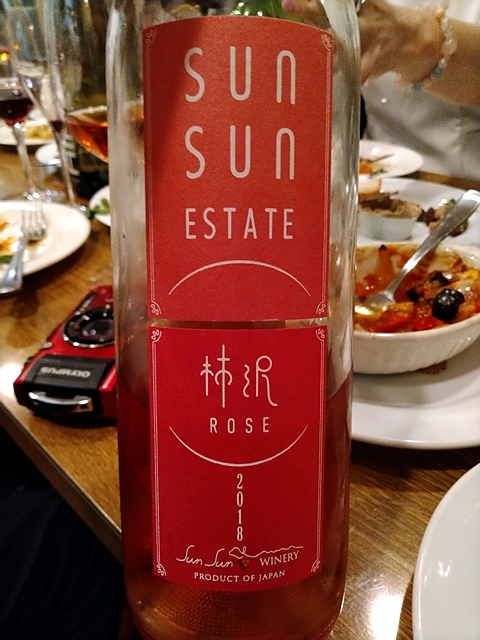 SUN
SUN
ESTATE
柿沢
ROSE
2018
Sun Sun WINERY
PRODUCT OF JAPAN
OLYMPUS